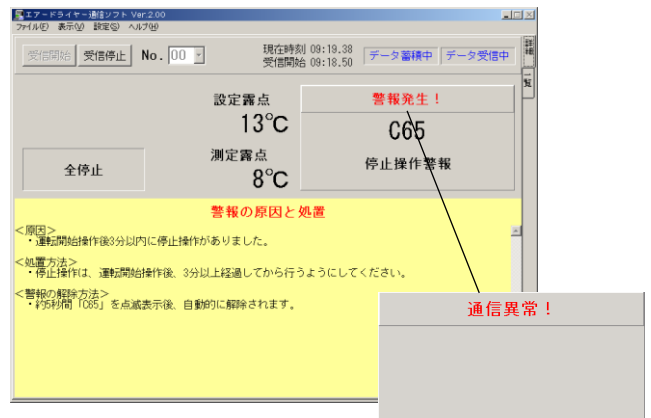 エアードライヤー通信ソフト Ver.2.00
ファイル(F) 表示(V) 設定(S) ヘルプ(H)
受信開始 受信停止 No. 00
現在時刻 09:19.38
受信開始 09:18.50
データ蓄積中 データ受信中
詳細
一覧
設定露点
13℃
測定露点
8℃
全停止
警報発生！
C65
停止操作警報
警報の原因と処置
<原因>
・運転開始操作後3分以内に停止操作がありました。
<処置方法>
・停止操作は、運転開始操作後、3分以上経過してから行うようにしてください。
<警報の解除方法>
・約5秒間「C65」を点滅表示後、自動的に解除されます。
通信異常！